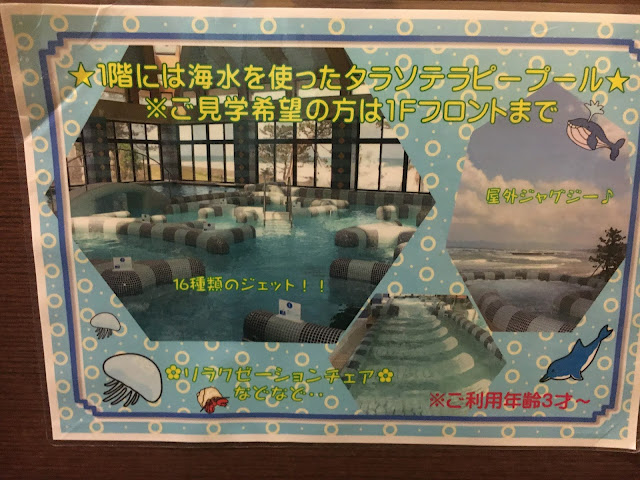 ★1階には海水を使ったタラソテラピープール★
※ご見学希望の方は1Fフロントまで
屋外ジャグジー♪
16種類のジェット！！
✿リラクゼーションチェア✿
などなど‥
※ご利用年齢3才～